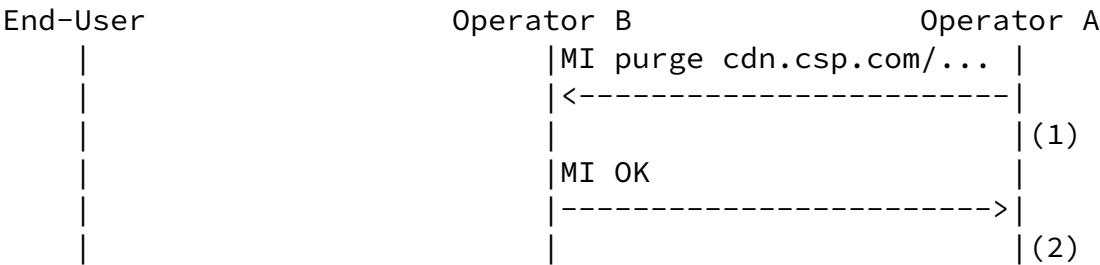 End-User Operator B Operator A
MI purge cdn.csp.com/...
(1)
MI OK
(2)